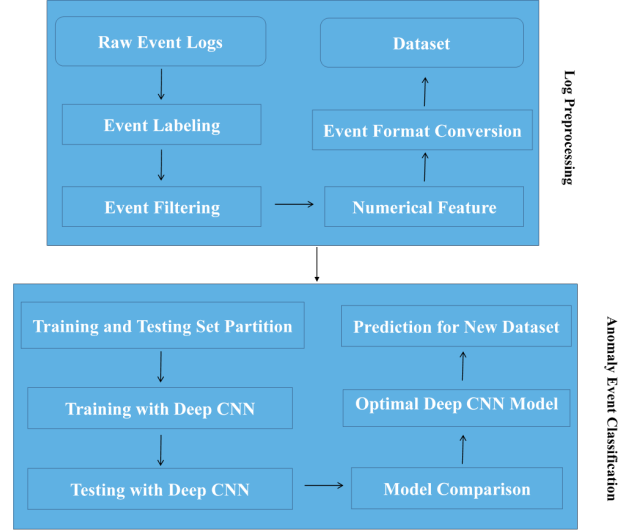 Raw Event Logs
Event Labeling
Event Filtering
Numerical Feature
Event Format Conversion
Dataset
Log Preprocessing
Training and Testing Set Partition
Training with Deep CNN
Testing with Deep CNN
Model Comparison
Optimal Deep CNN Model
Prediction for New Dataset
Anomaly Event Classification